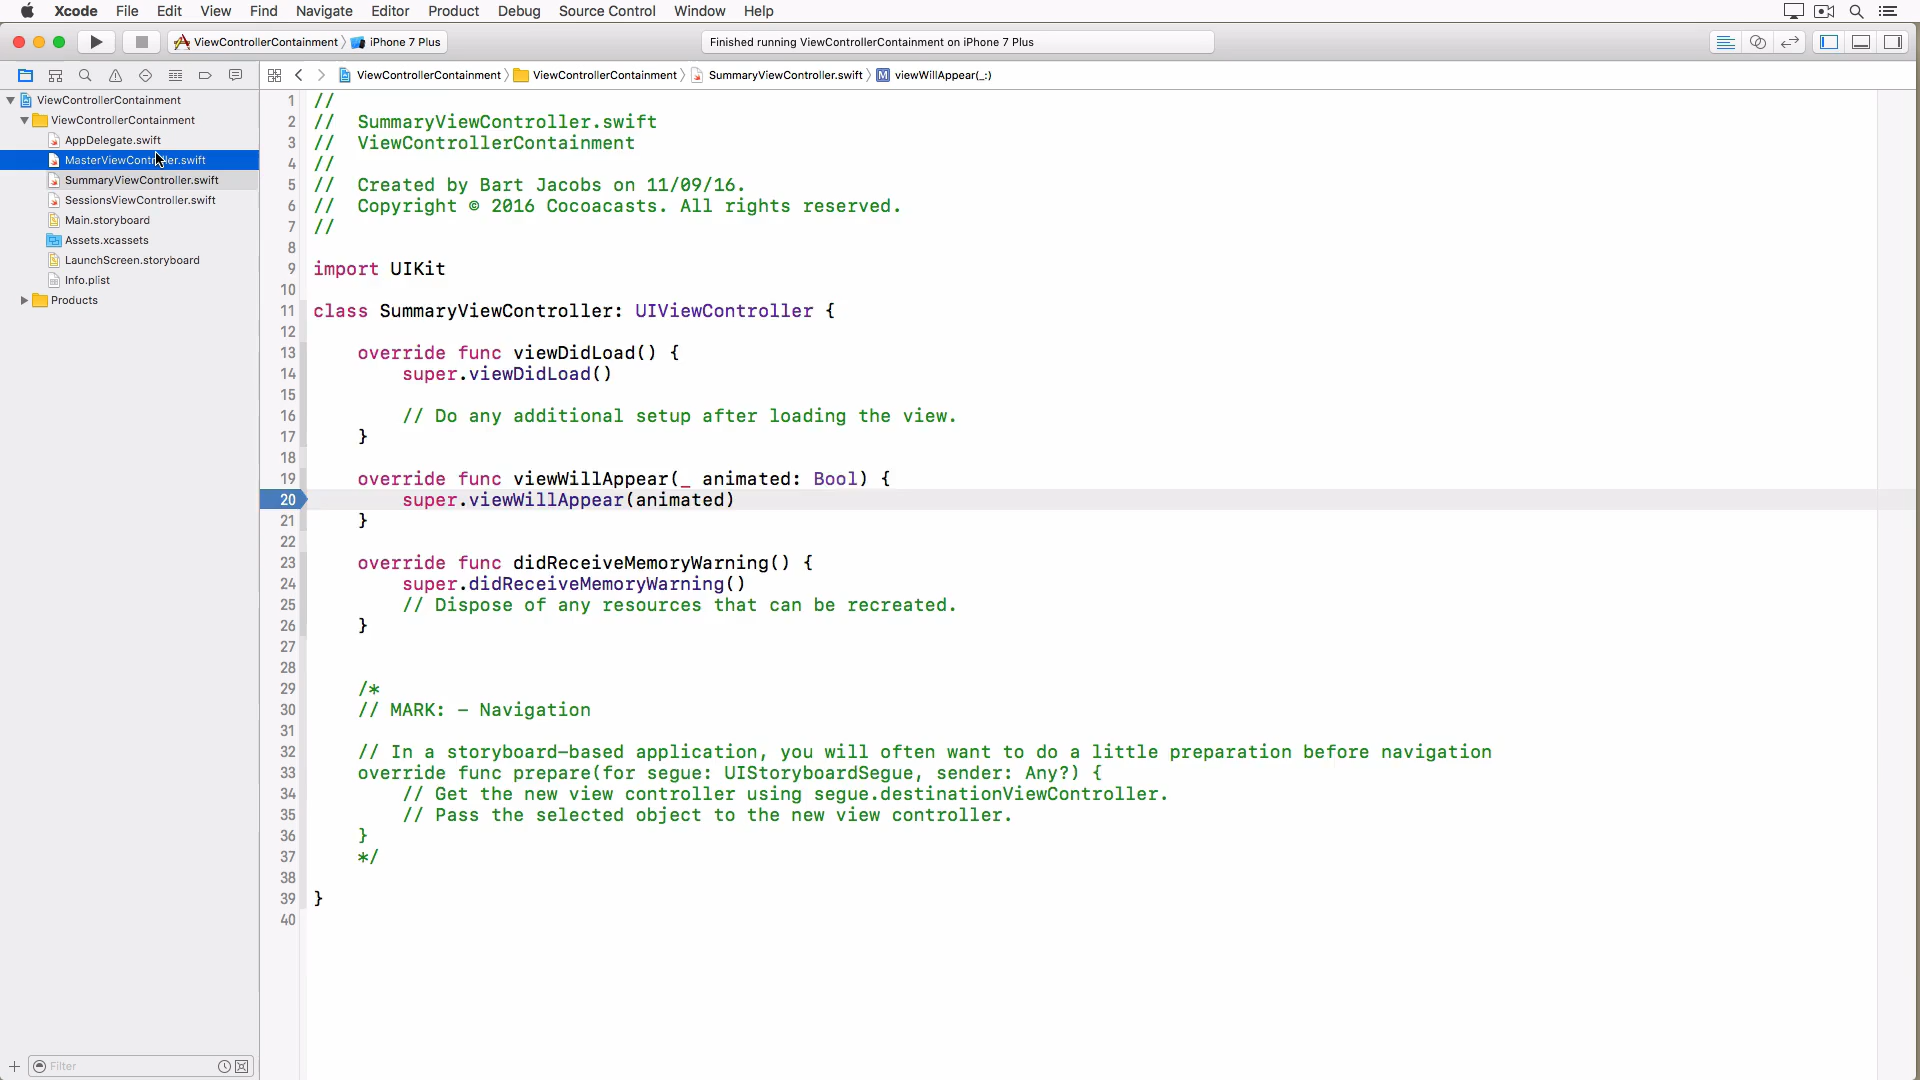 Xcode File Edit View Find Navigate Editor Product Debug Source Control Window Help
ViewControllerContainment iPhone 7 Plus
Finished running ViewControllerContainment on iPhone 7 Plus
ViewControllerContainment ViewControllerContainment SummaryViewController.swift M viewWillAppear(_:)
ViewControllerContainment
ViewControllerContainment
AppDelegate.swift
MasterViewController.swift
SummaryViewController.swift
SessionsViewController.swift
Main.storyboard
Assets.xcassets
LaunchScreen.storyboard
Info.plist
Products
Filter
1 //
2 //  SummaryViewController.swift
3 //  ViewControllerContainment
4 //
5 //  Created by Bart Jacobs on 11/09/16.
6 //  Copyright © 2016 Cocoacasts. All rights reserved.
7 //
8
9 import UIKit
10
11 class SummaryViewController: UIViewController {
12
13     override func viewDidLoad() {
14         super.viewDidLoad()
15
16         // Do any additional setup after loading the view.
17     }
18
19     override func viewWillAppear(_ animated: Bool) {
20         super.viewWillAppear(animated)
21     }
22
23     override func didReceiveMemoryWarning() {
24         super.didReceiveMemoryWarning()
25         // Dispose of any resources that can be recreated.
26     }
27
28
29     /*
30     // MARK: - Navigation
31
32     // In a storyboard-based application, you will often want to do a little preparation before navigation
33     override func prepare(for segue: UIStoryboardSegue, sender: Any?) {
34         // Get the new view controller using segue.destinationViewController.
35         // Pass the selected object to the new view controller.
36     }
37     */
38
39 }
40